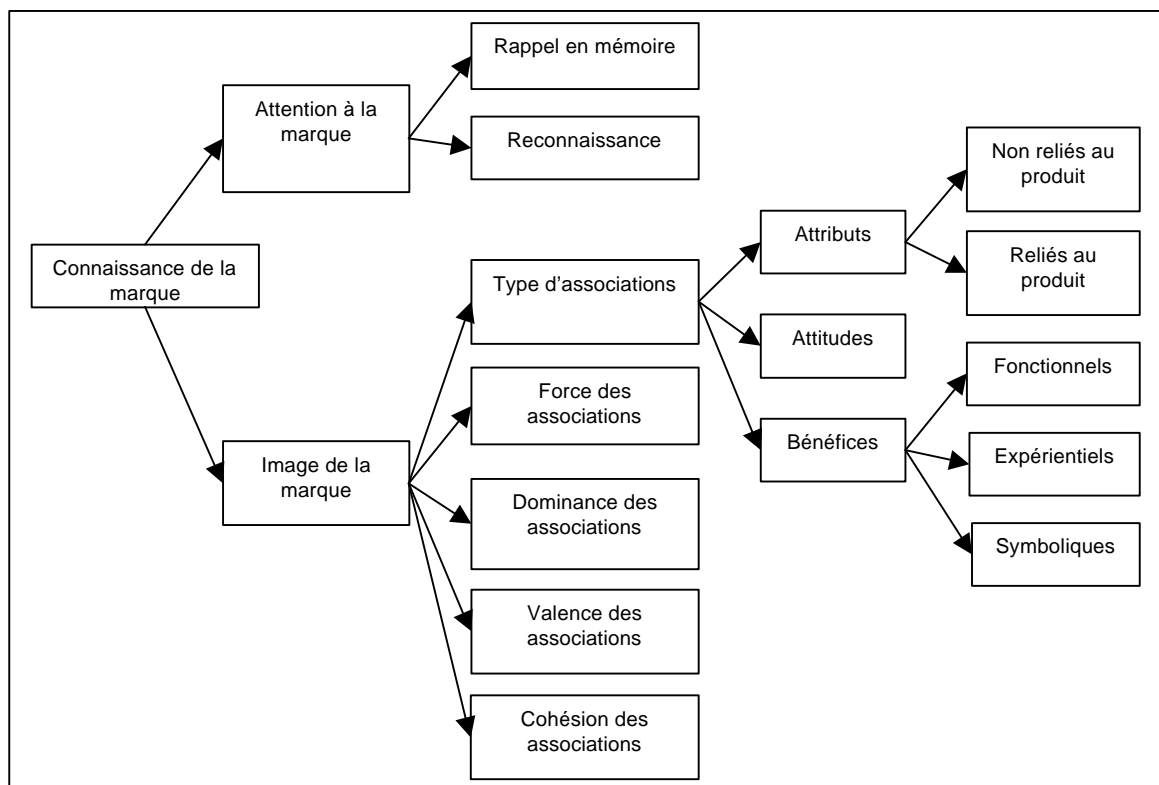 Rappel en mémoire
Attention à la
marque
Reconnaissance
Non reliés au
produit
Attributs
Reliés au
produit
Connaissance de la
marque
Type d'associations
Attitudes
Fonctionnels
Force des
associations
Bénéfices
Image de la
marque
Expérientiels
Dominance des
associations
Symboliques
Valence des
associations
Cohésion des
associations